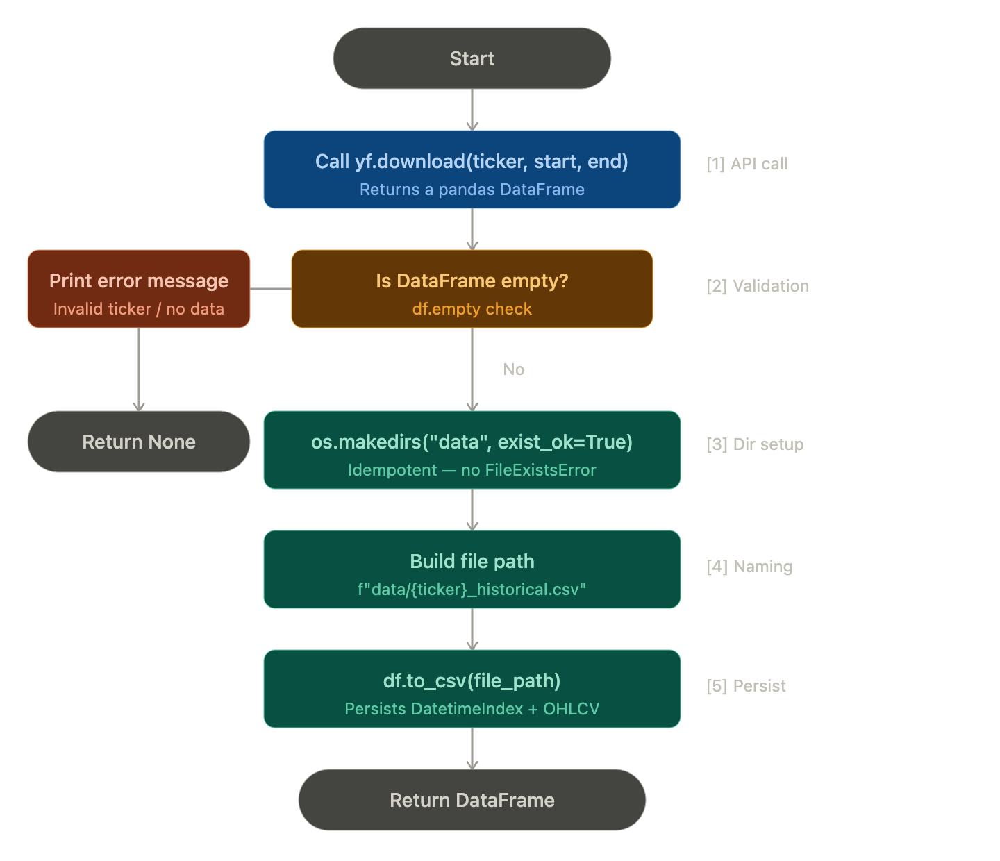 Start
Call yf.download(ticker, start, end)
Returns a pandas DataFrame
[1] API call
Print error message
Invalid ticker / no data
Is DataFrame empty?
df.empty check
[2] Validation
No
Return None
os.makedirs("data", exist_ok=True)
Idempotent — no FileExistsError
[3] Dir setup
Build file path
f"data/{ticker}_historical.csv"
[4] Naming
df.to_csv(file_path)
Persists DatetimeIndex + OHLCV
[5] Persist
Return DataFrame